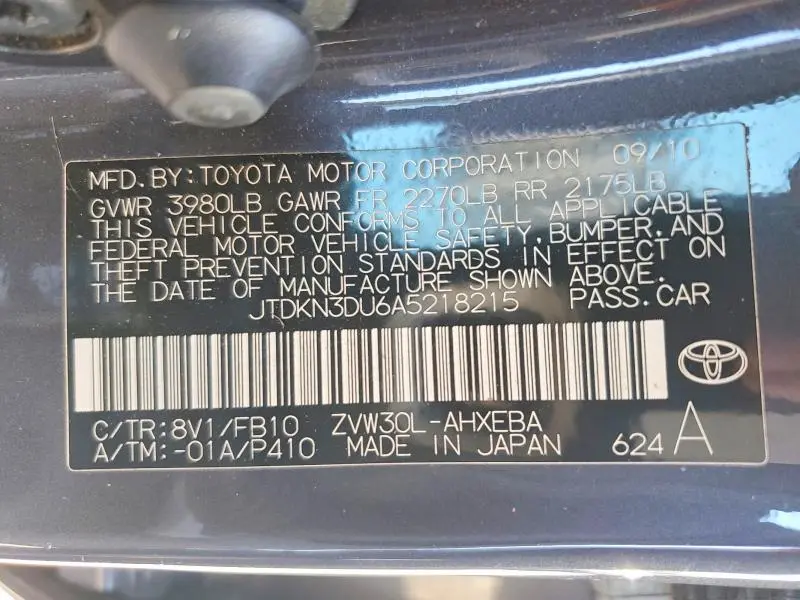 MFD. BY: TOYOTA MOTOR CORPORATION 09/10
GVWR 3980LB GAWR FR 2270LB RR 2175LB
THIS VEHICLE CONFORMS TO ALL APPLICABLE
FEDERAL MOTOR VEHICLE SAFETY, BUMPER, AND
THEFT PREVENTION STANDARDS IN EFFECT ON
THE DATE OF MANUFACTURE SHOWN ABOVE.
JTDKN3DU6A5218215 PASS. CAR
C/TR: 8V1/FB10 ZVW30L-AHXEBA
A/TM: -01A/P410 MADE IN JAPAN 624 A